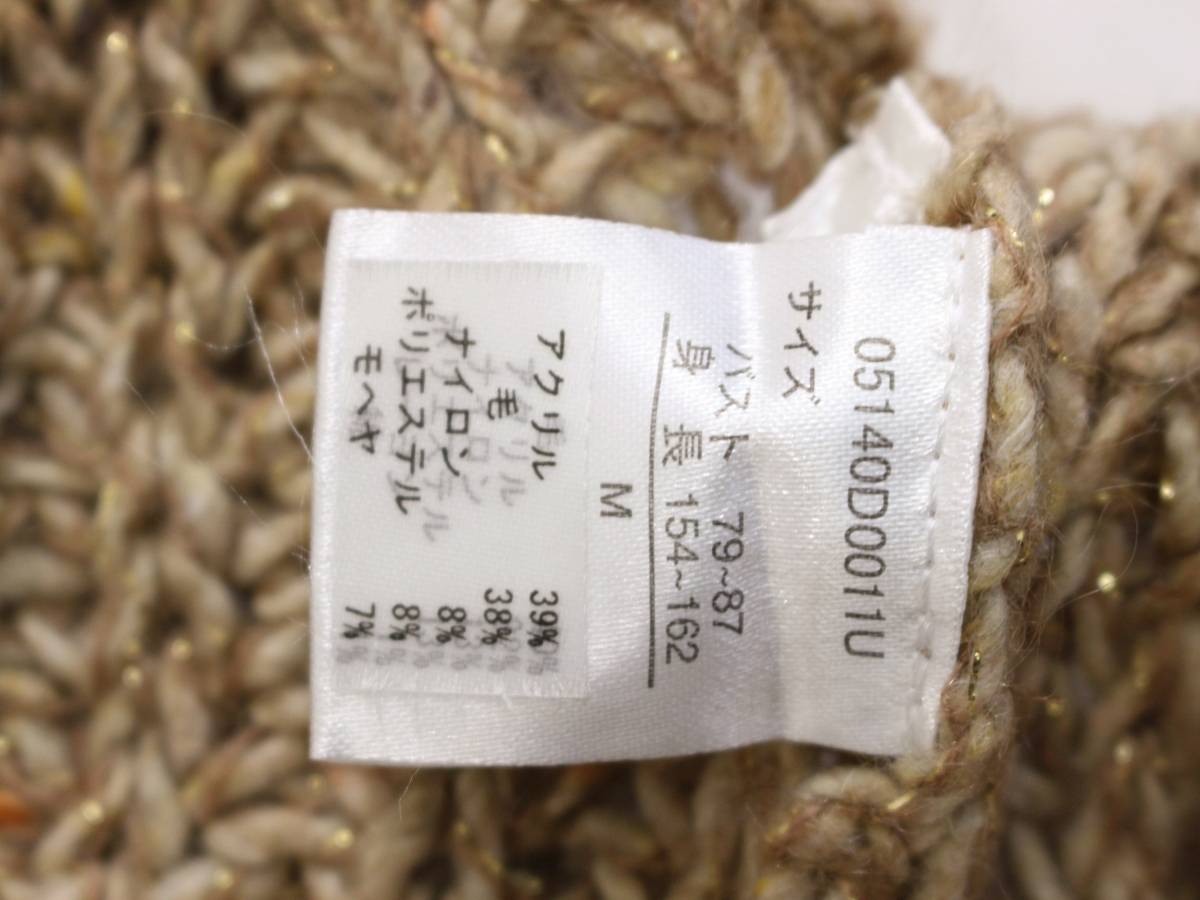 05140D0011U
サイズ
バスト 79~87
身 長 154~162
M
アクリル 39%
毛 38%
ナイロン 8%
ポリエステル 8%
モヘヤ 7%